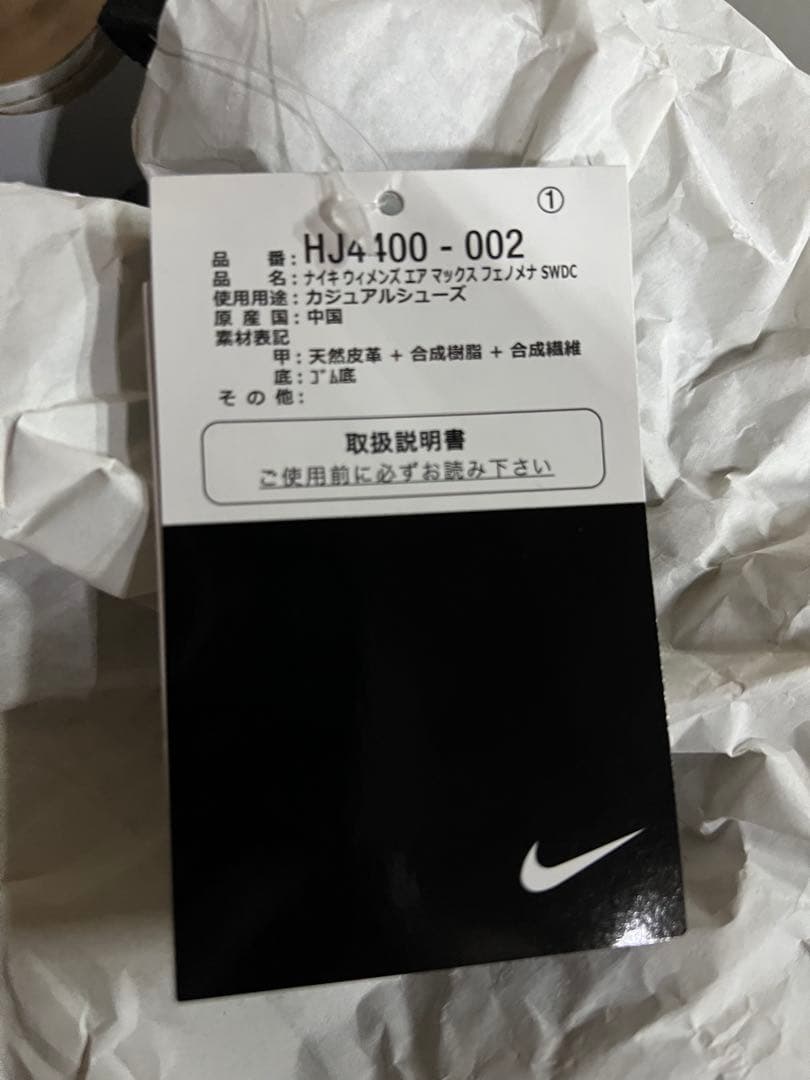 ①
品 番 : HJ4400 - 002
品 名 : ナイキ ウィメンズ エア マックス フェノメナ SWDC
使用用途 : カジュアルシューズ
原 産 国 : 中国
素材表記
甲 : 天然皮革 + 合成樹脂 + 合成繊維
底 : ゴム底
そ の 他 :
取扱説明書
ご使用前に必ずお読み下さい